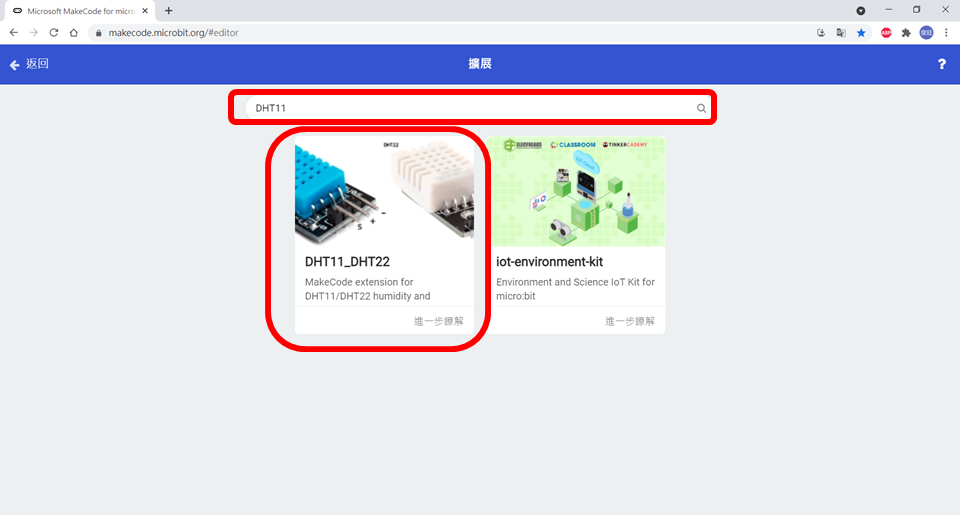 Microsoft MakeCode for micro:
makecode.microbit.org/#editor
ABP
返回
擴展
?
DHT11
DHT22
S + -
ELECFREAKS
CLASSROOM
TINKERCADEMY
DHT11_DHT22
MakeCode extension for
DHT11/DHT22 humidity and
進一步瞭解
iot-environment-kit
Environment and Science IoT Kit for
micro:bit
進一步瞭解